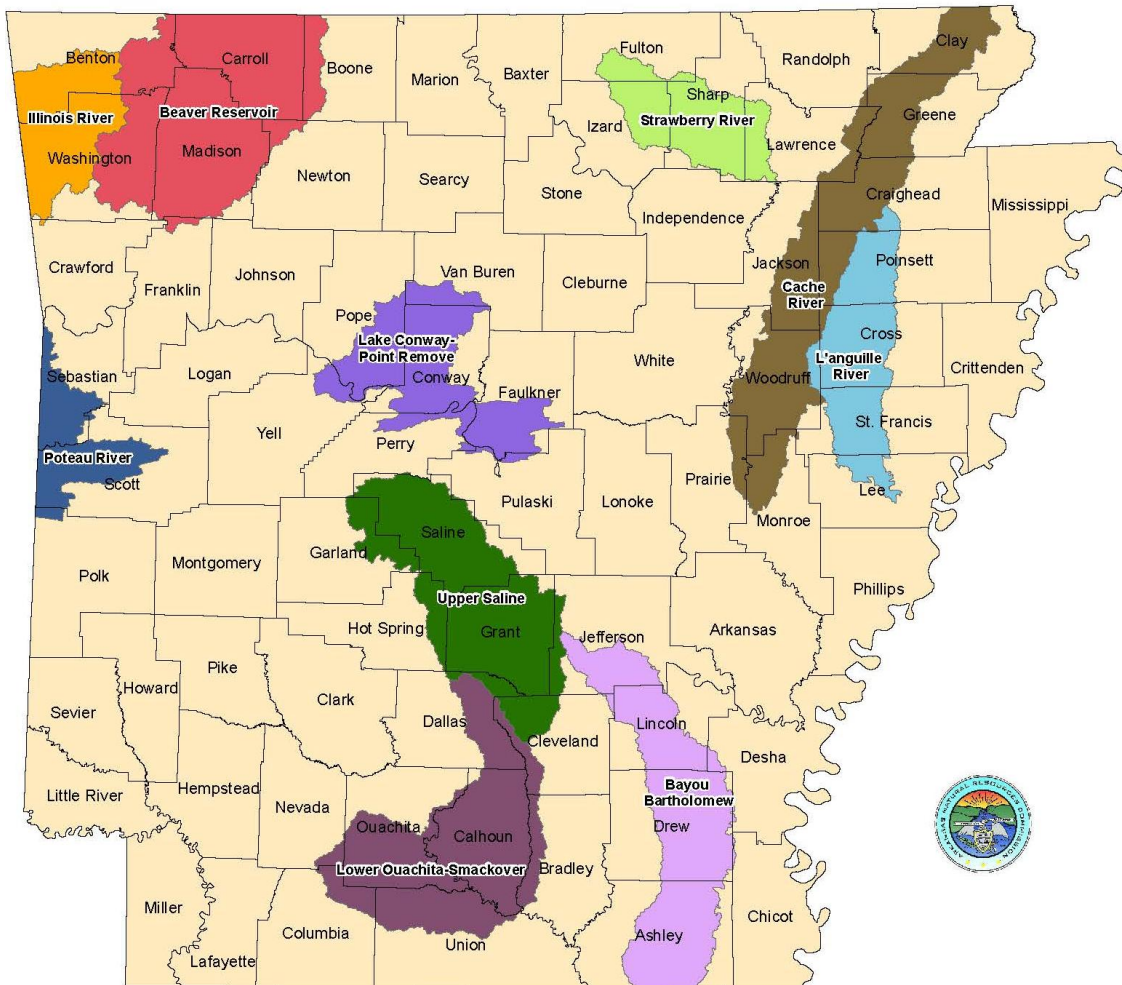 Benton
Carroll
Boone
Marion
Baxter
Fulton
Randolph
Clay
Illinois River
Beaver Reservoir
Sharp
Strawberry River
Izard
Greene
Washington
Madison
Lawrence
Newton
Searcy
Stone
Independence
Craighead
Mississippi
Crawford
Franklin
Johnson
Van Buren
Cleburne
Jackson
Poinsett
Cache
River
Pope
Lake Conway-
Point Remove
Conway
Faulkner
White
Cross
L'anguille
River
Crittenden
Sebastian
Logan
Woodruff
St. Francis
Yell
Perry
Poteau River
Scott
Pulaski
Lonoke
Prairie
Lee
Monroe
Saline
Garland
Montgomery
Polk
Phillips
Upper Saline
Hot Spring
Grant
Jefferson
Arkansas
Pike
Howard
Clark
Sevier
Dallas
Cleveland
Lincoln
Desha
Little River
Hempstead
Nevada
Bayou
Bartholomew
Ouachita
Calhoun
Drew
Lower Ouachita-Smackover
Bradley
Miller
Columbia
Union
Ashley
Chicot
Lafayette
ARKANSAS NATURAL RESOURCES COMMISSION